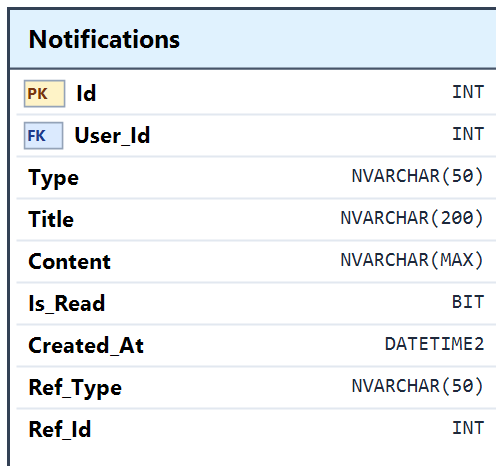 Notifications
PK Id INT
FK User_Id INT
Type NVARCHAR(50)
Title NVARCHAR(200)
Content NVARCHAR(MAX)
Is_Read BIT
Created_At DATETIME2
Ref_Type NVARCHAR(50)
Ref_Id INT